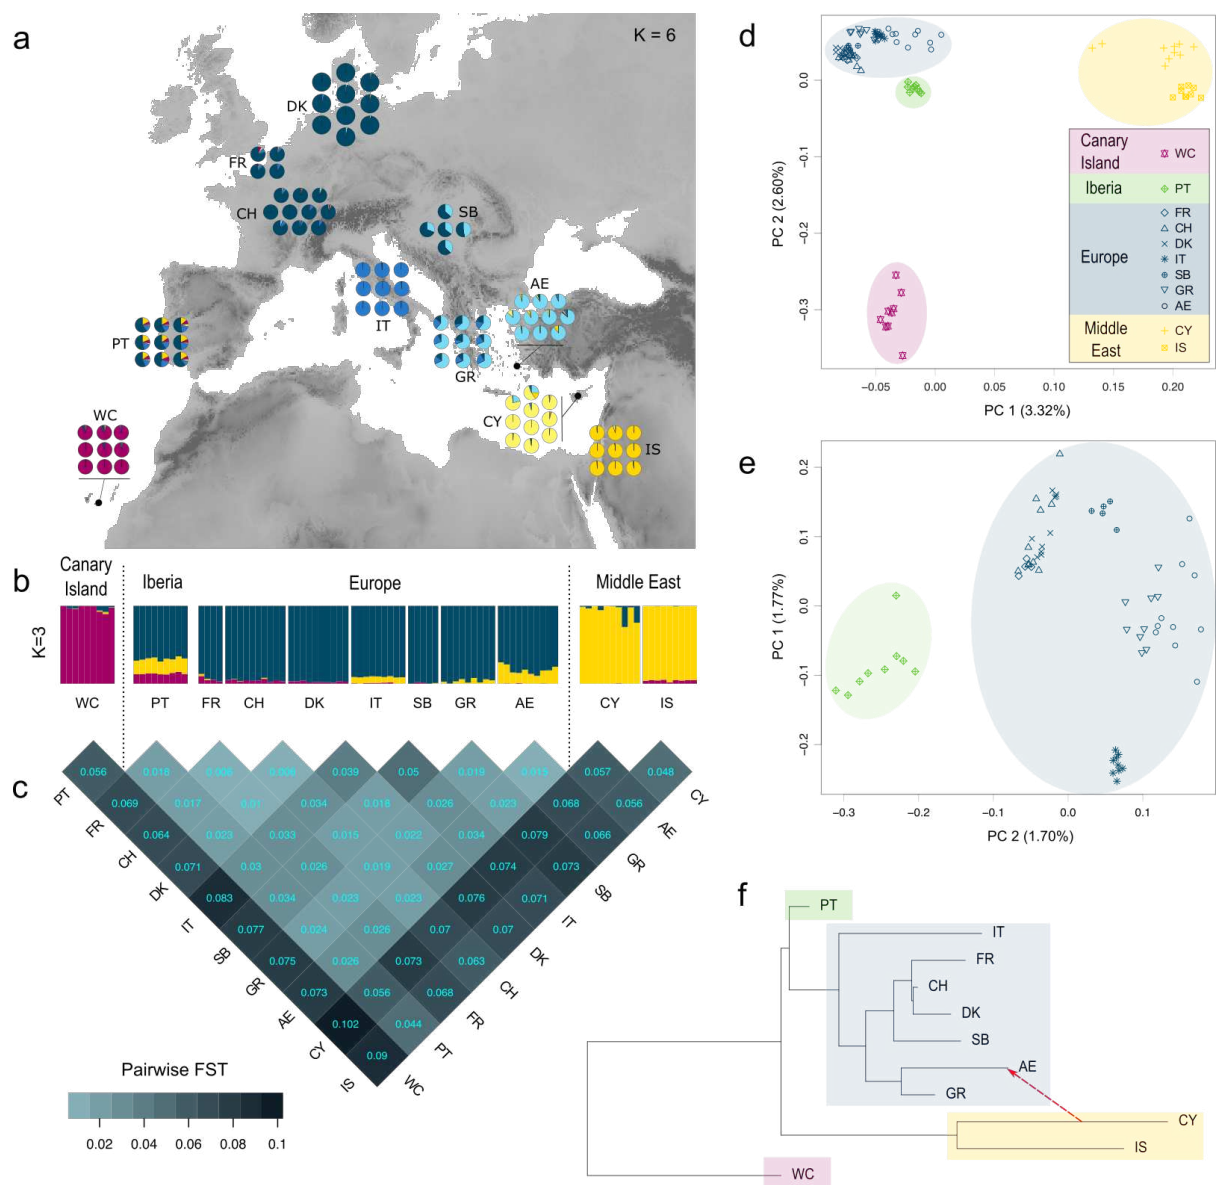 a
K = 6
DK
FR
CH
SB
IT
AE
PT
GR
WC
CY
IS
b
Canary
Island
Iberia
Europe
Middle East
K=3
WC
PT
FR
CH
DK
IT
SB
GR
AE
CY
IS
c
0.056
0.018
0.039
0.05
0.019
0.057
0.048
0.069
0.017
0.01
0.034
0.018
0.026
0.023
0.068
0.056
0.064
0.023
0.033
0.015
0.022
0.034
0.079
0.066
0.071
0.03
0.026
0.019
0.027
0.074
0.073
0.083
0.034
0.023
0.023
0.076
0.071
0.077
0.024
0.026
0.07
0.07
0.075
0.026
0.073
0.063
0.073
0.056
0.068
0.102
0.044
0.09
PT
FR
CH
DK
IT
SB
GR
AE
CY
IS
CY
AE
GR
SB
IT
DK
CH
FR
PT
WC
Pairwise FST
0.02
0.04
0.06
0.08
0.1
d
PC 2 (2.60%)
0.0
−0.1
−0.2
−0.3
−0.05
0.00
0.05
0.10
0.15
0.20
PC 1 (3.32%)
Canary
Island
WC
Iberia
PT
Europe
FR
CH
DK
IT
SB
GR
AE
Middle
East
CY
IS
e
PC 1 (1.77%)
0.2
0.1
0.0
−0.1
−0.2
−0.3
−0.2
−0.1
0.0
0.1
PC 2 (1.70%)
f
PT
IT
FR
CH
DK
SB
AE
GR
CY
IS
WC